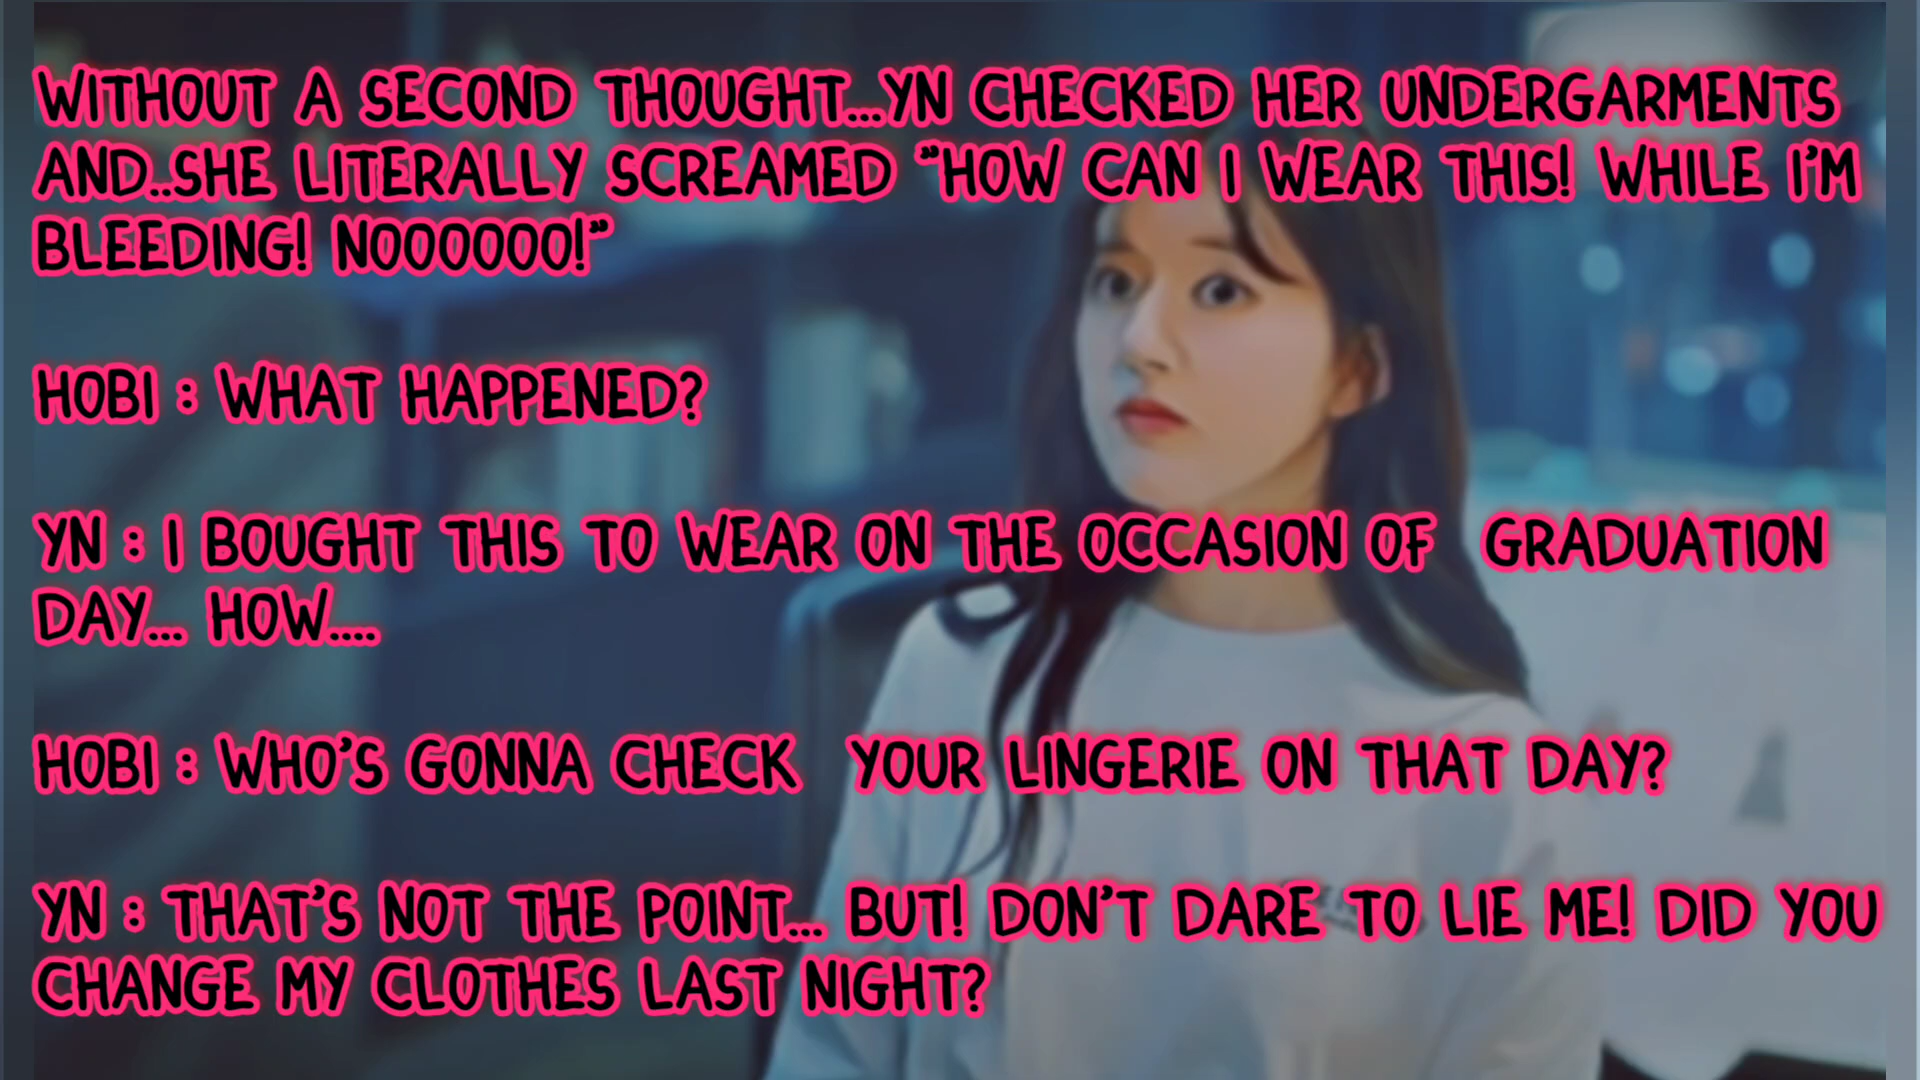 WITHOUT A SECOND THOUGHT...YN CHECKED HER UNDERGARMENTS
AND..SHE LITERALLY SCREAMED "HOW CAN I WEAR THIS! WHILE I'M
BLEEDING! NOOOOOOO!"
HOBI : WHAT HAPPENED?
YN : I BOUGHT THIS TO WEAR ON THE OCCASION OF GRADUATION
DAY... HOW....
HOBI : WHO'S GONNA CHECK YOUR LINGERIE ON THAT DAY?
YN : THAT'S NOT THE POINT... BUT! DON'T DARE TO LIE ME! DID YOU
CHANGE MY CLOTHES LAST NIGHT?